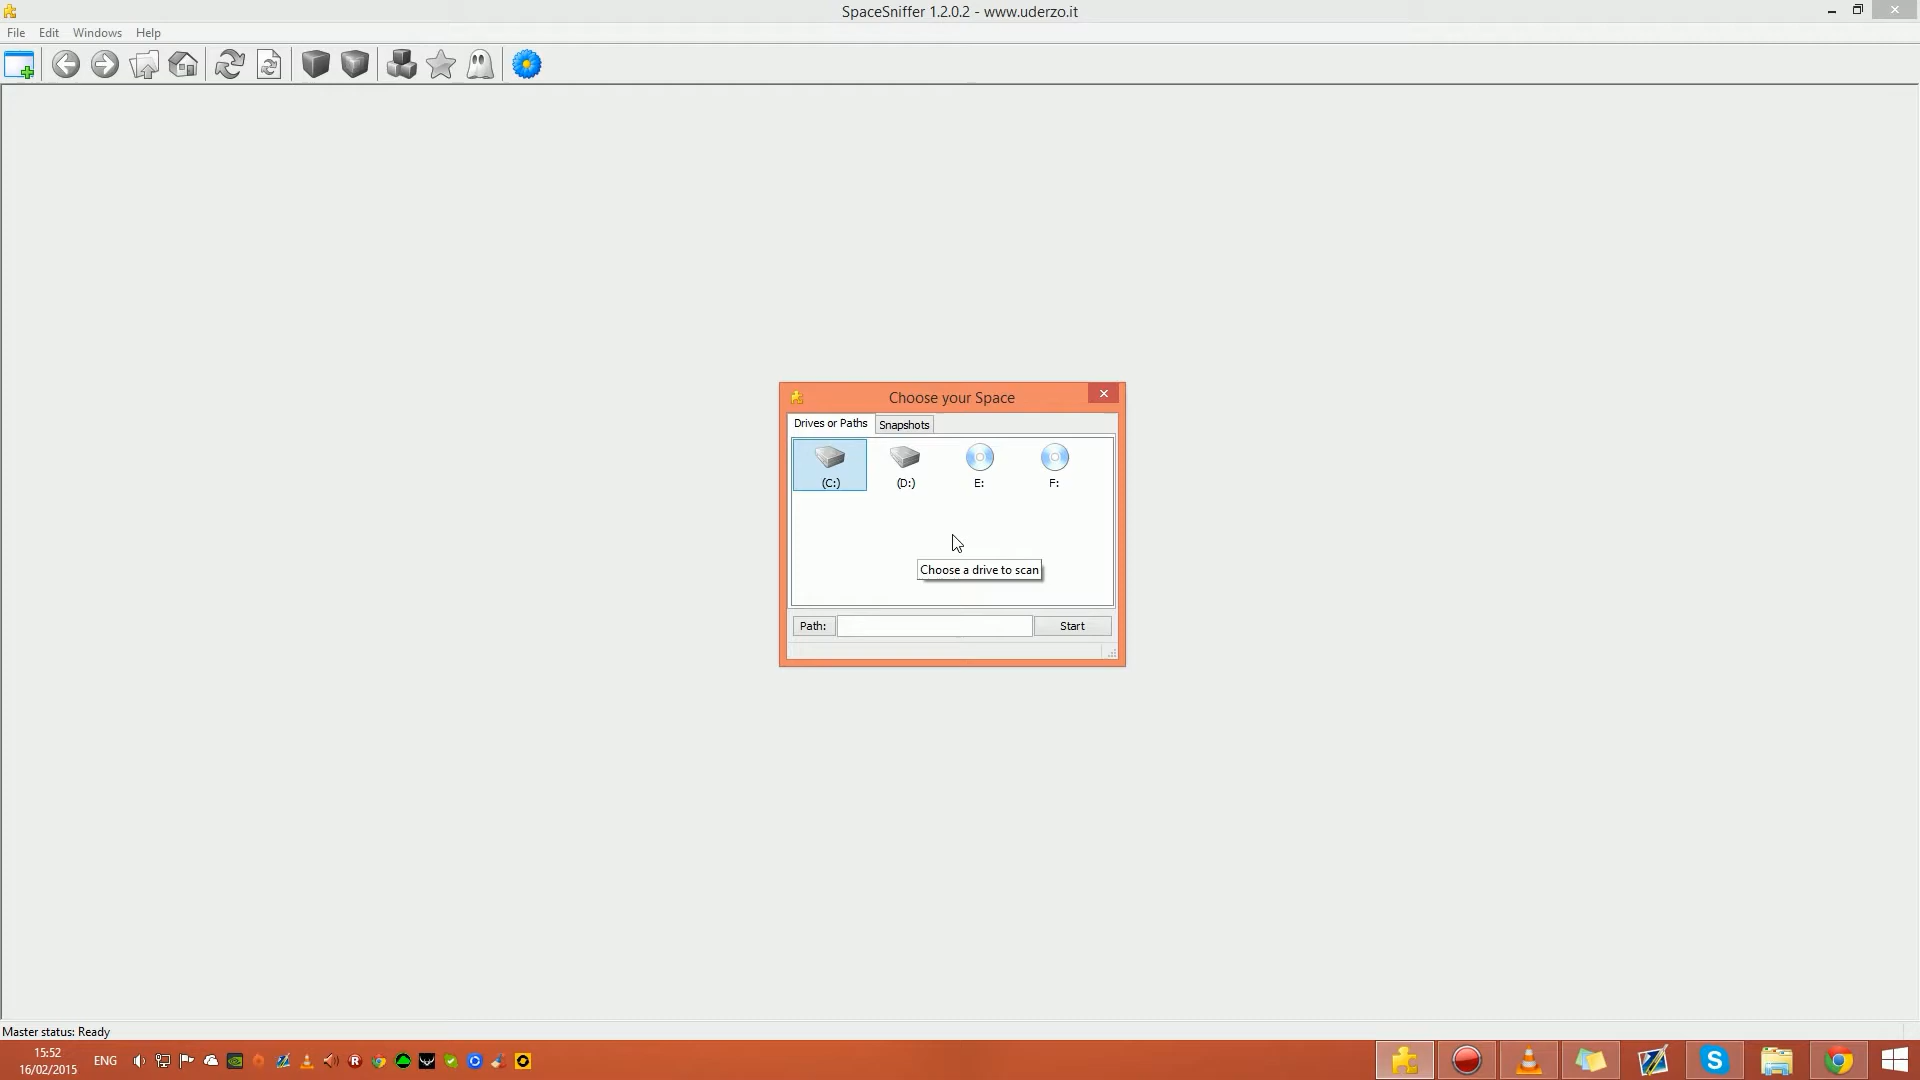 SpaceSniffer 1.2.0.2 - www.uderzo.it
File Edit Windows Help
Choose your Space
Drives or Paths Snapshots
(C:) (D:) E: F:
Choose a drive to scan
Path: Start
Master status: Ready
15:52
ENG
16/02/2015